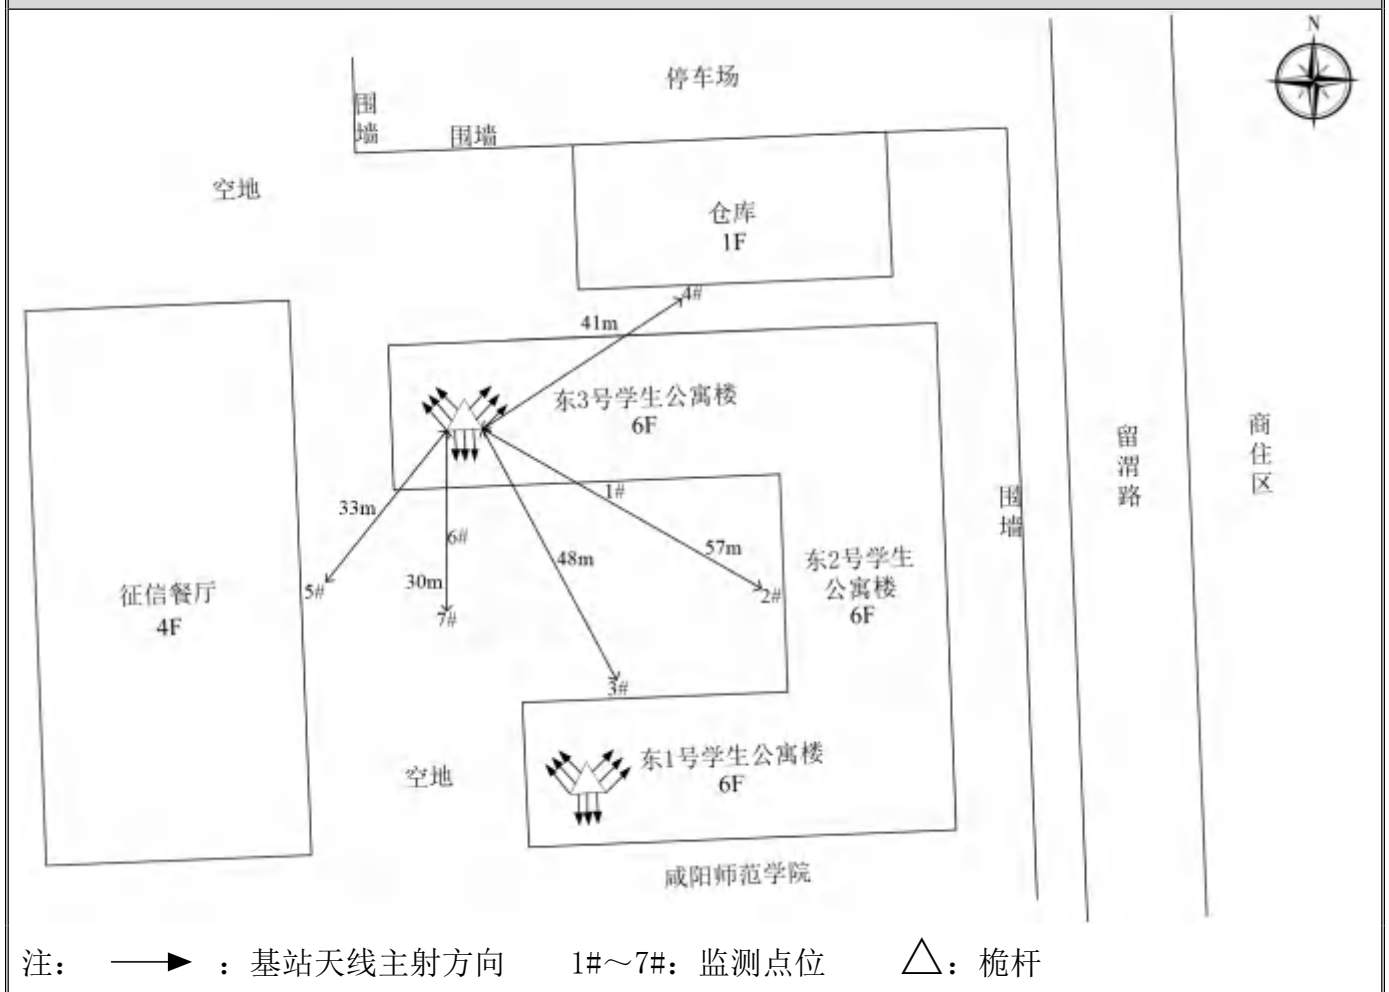 N
停车场
围墙
围墙
空地
仓库
1F
4#
41m
东3号学生公寓楼
6F
留渭路
商住区
1#
围墙
33m
6#
48m
57m
东2号学生
公寓楼
6F
30m
5#
征信餐厅
4F
7#
2#
3#
空地
东1号学生公寓楼
6F
咸阳师范学院
注： ：基站天线主射方向 1#～7#：监测点位 ：桅杆